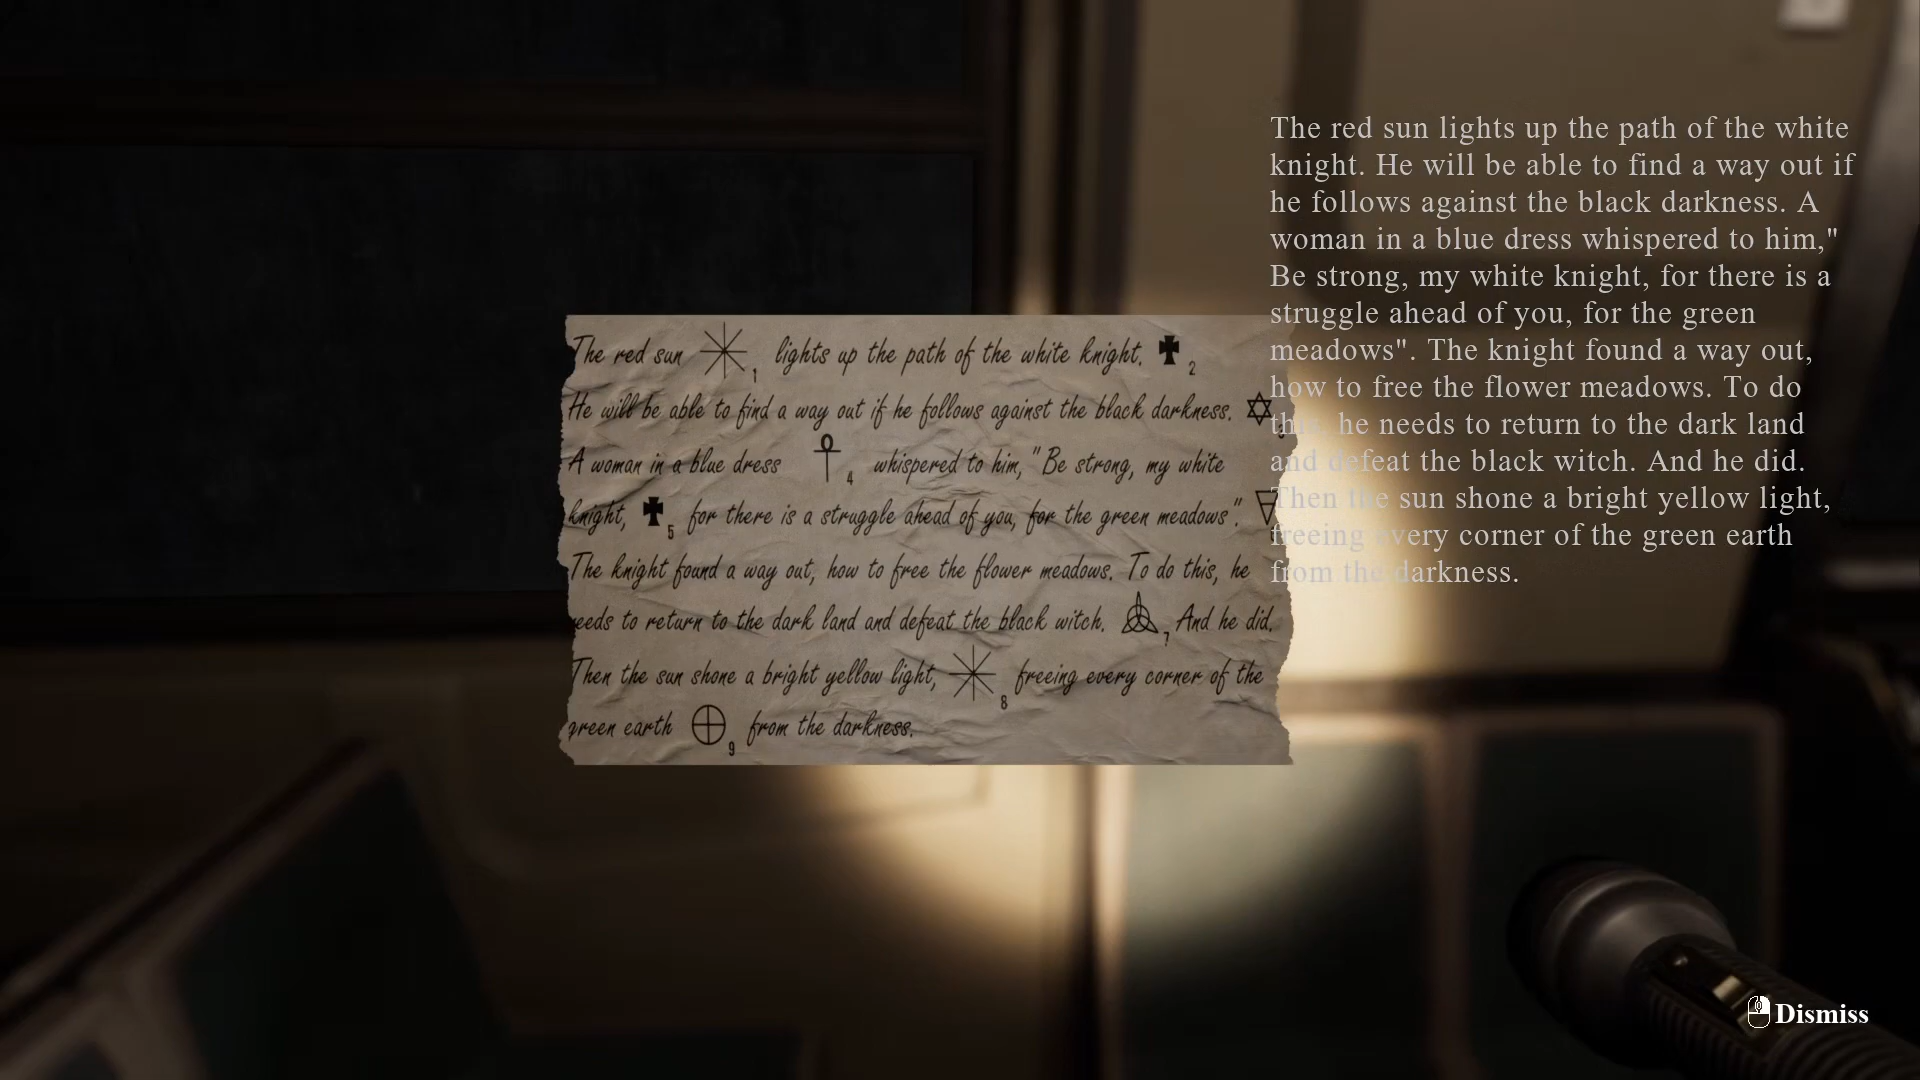 The red sun 1 lights up the path of the white knight. 2
He will be able to find a way out if he follows against the black darkness.
A woman in a blue dress 4 whispered to him, "Be strong, my white
knight, 5 for there is a struggle ahead of you, for the green meadows".
The knight found a way out, how to free the flower meadows. To do this, he
needs to return to the dark land and defeat the black witch. 7 And he did.
Then the sun shone a bright yellow light, 8 freeing every corner of the
green earth 9 from the darkness.
The red sun lights up the path of the white
knight. He will be able to find a way out if
he follows against the black darkness. A
woman in a blue dress whispered to him,"
Be strong, my white knight, for there is a
struggle ahead of you, for the green
meadows". The knight found a way out,
how to free the flower meadows. To do
this, he needs to return to the dark land
and defeat the black witch. And he did.
Then the sun shone a bright yellow light,
freeing every corner of the green earth
from the darkness.
Dismiss